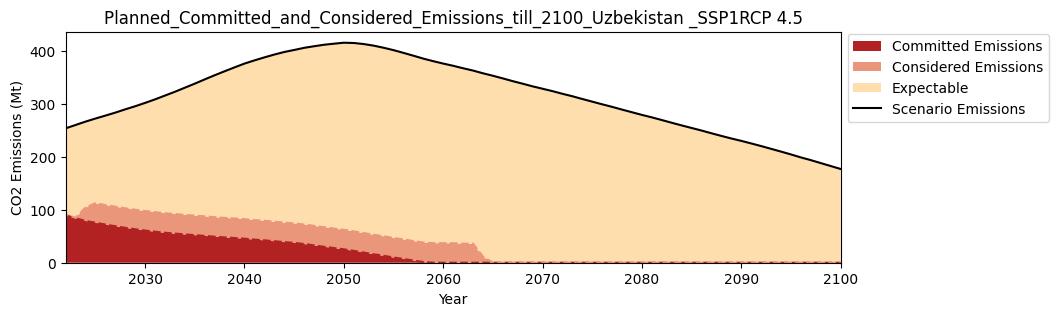 Planned_Committed_and_Considered_Emissions_till_2100_Uzbekistan _SSP1RCP 4.5
Committed Emissions
Considered Emissions
Expectable
Scenario Emissions
CO2 Emissions (Mt)
400
300
200
100
0
2030 2040 2050 2060 2070 2080 2090 2100
Year